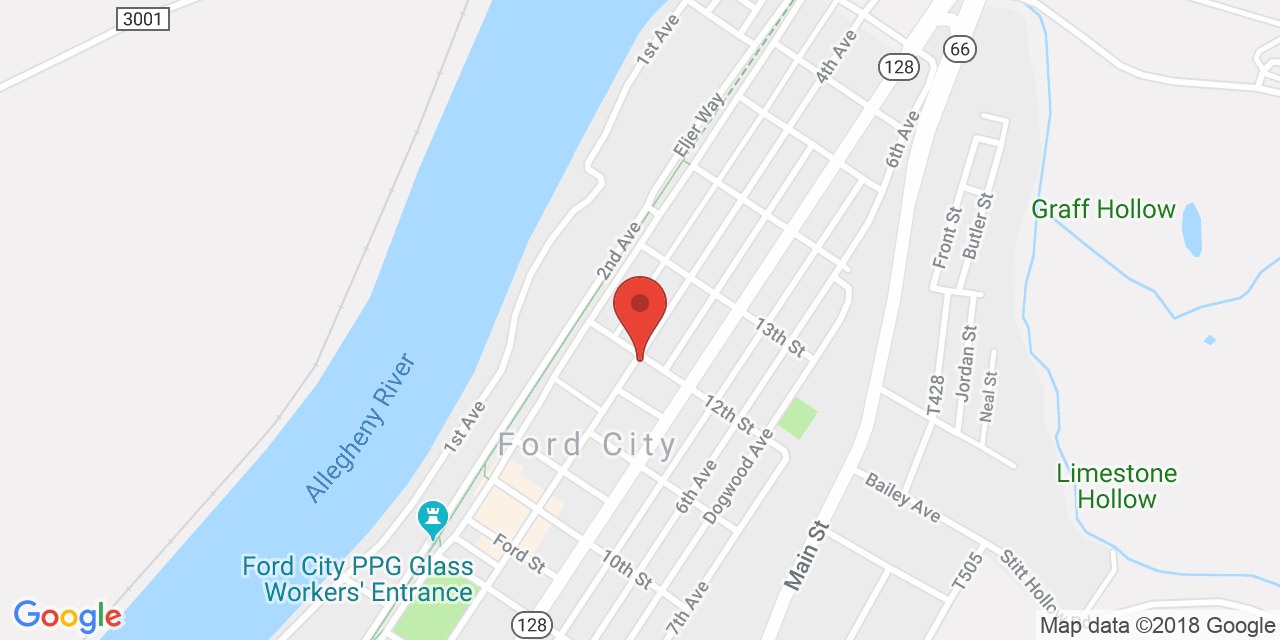 3001
1st Ave
4th Ave
128
66
Eljer Way
6th Ave
Graff Hollow
Front St
Butler St
2nd Ave
13th St
Jordan St
T428
Neal St
Allegheny River
1st Ave
12th St
Ford City
Dogwood Ave
6th Ave
Limestone
Hollow
Bailey Ave
Main St
Ford St
10th St
Ford City PPG Glass
Workers' Entrance
7th Ave
T505
128
Google
Map data ©2018 Google